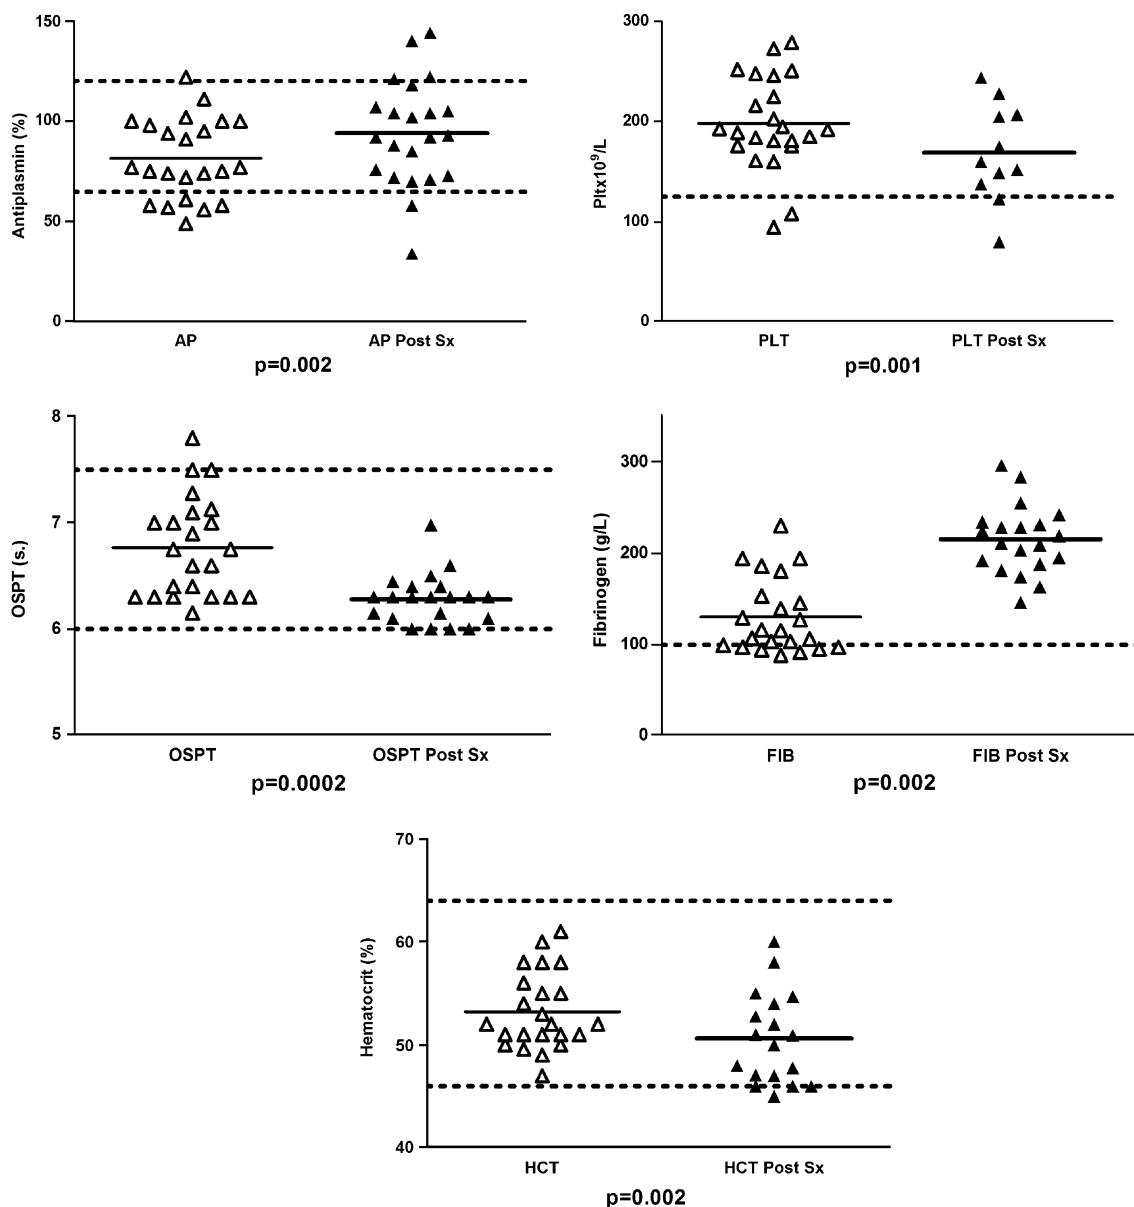 150
100
50
0
Antiplasmin (%)
AP
AP Post Sx
p=0.002
300
200
100
0
Pltx10⁹/L
PLT
PLT Post Sx
p=0.001
8
7
6
5
OSPT (s.)
OSPT
OSPT Post Sx
p=0.0002
300
200
100
0
Fibrinogen (g/L)
FIB
FIB Post Sx
p=0.002
70
60
50
40
Hematocrit (%)
HCT
HCT Post Sx
p=0.002